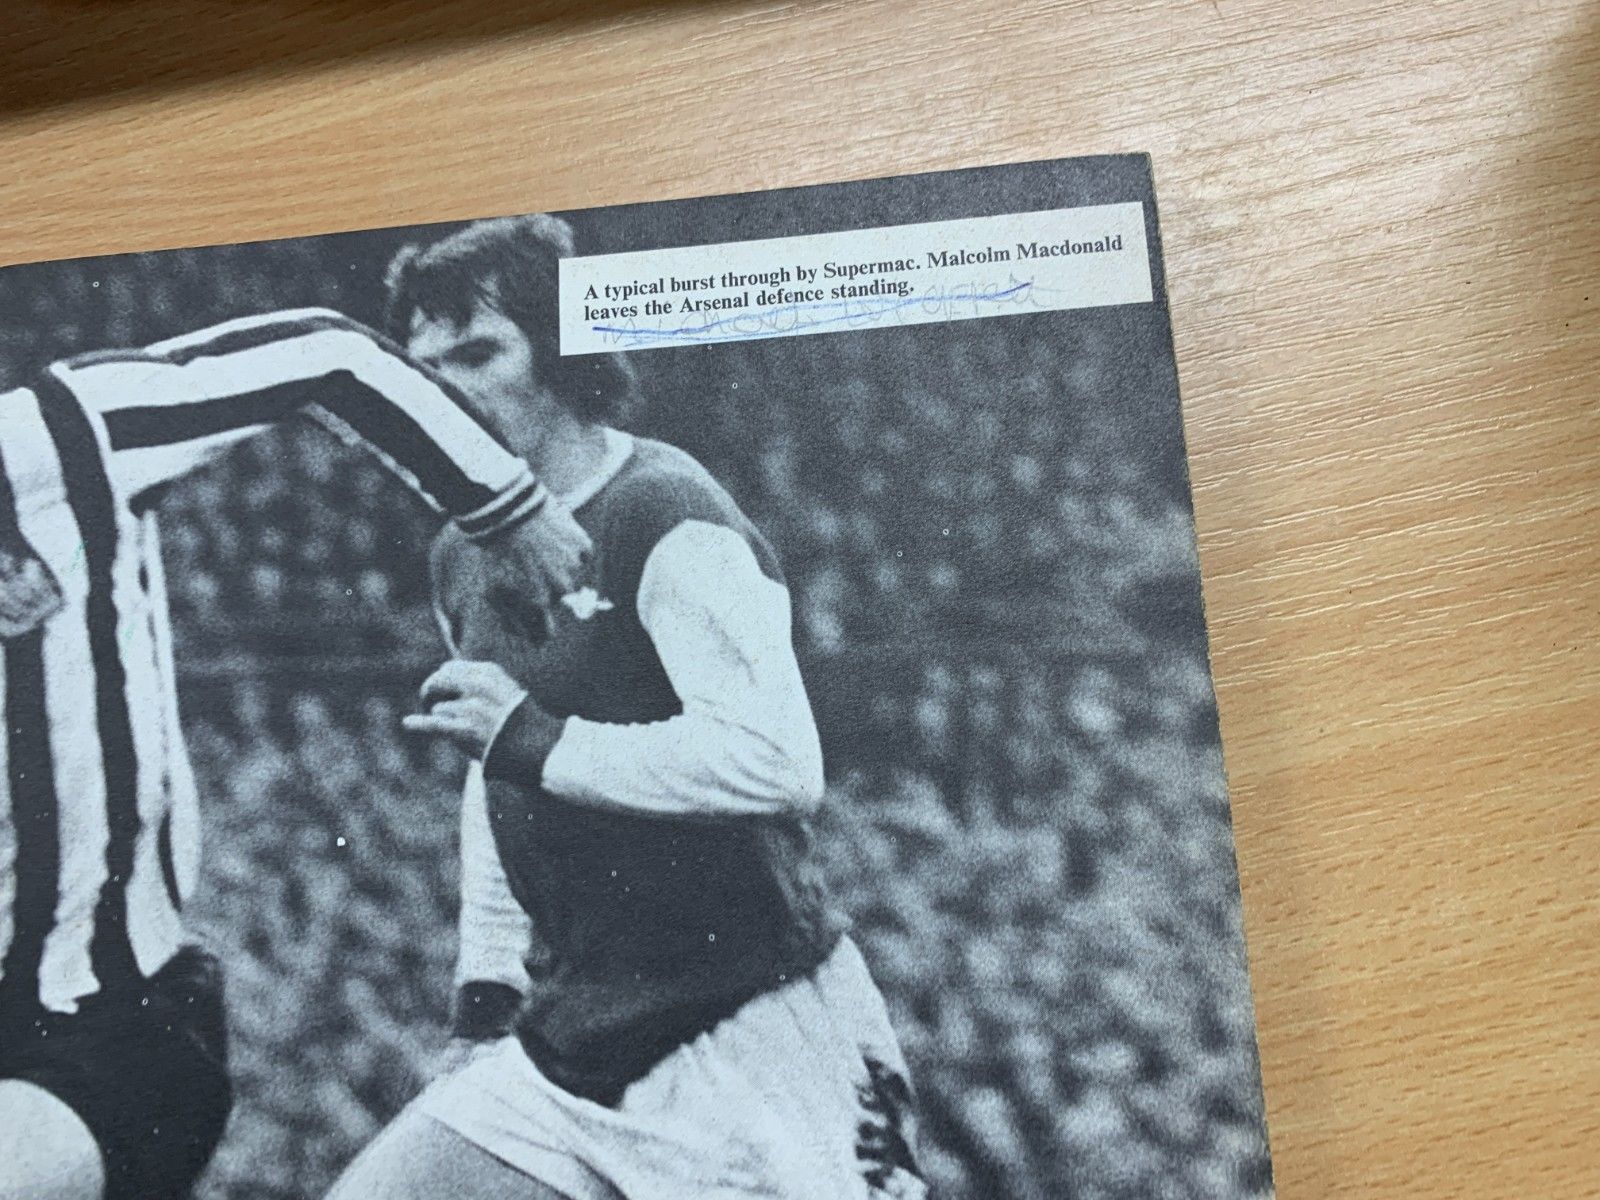 A typical burst through by Supermac. Malcolm Macdonald
leaves the Arsenal defence standing.